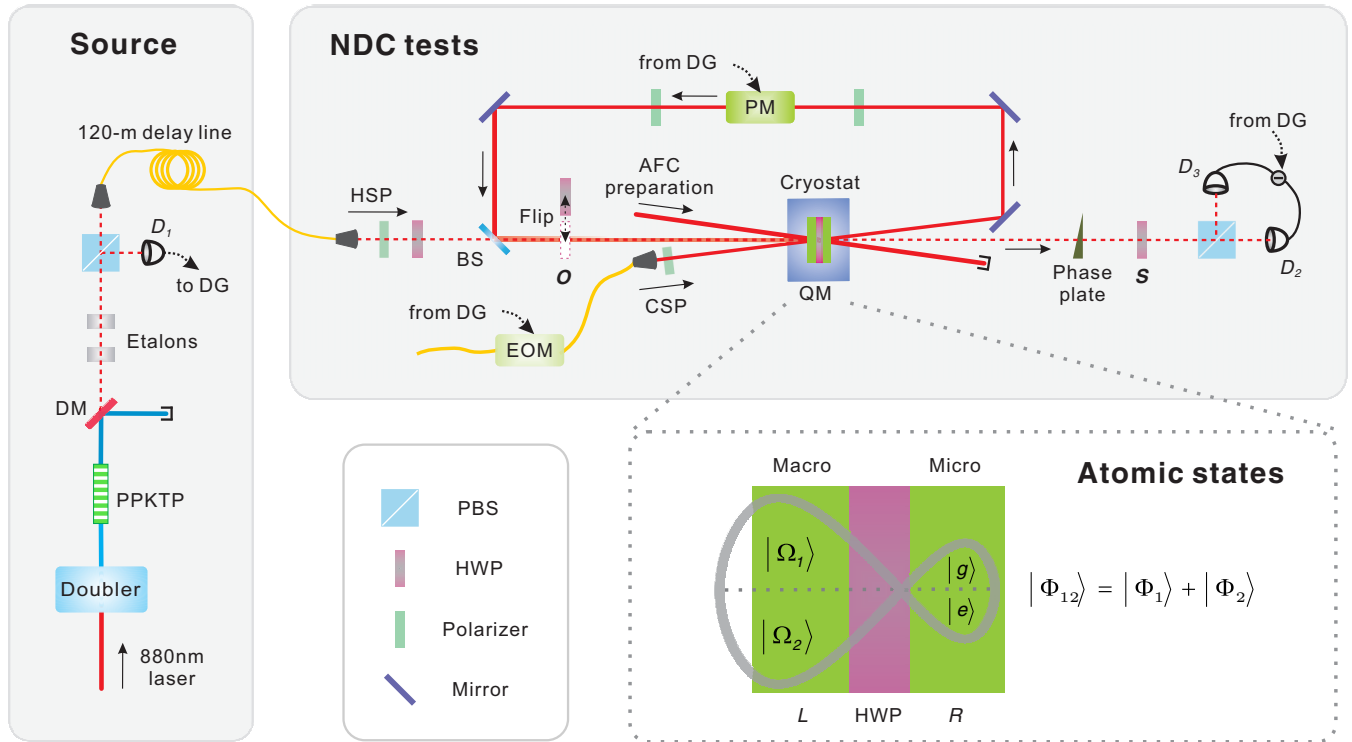 Source
120-m delay line
D1
to DG
Etalons
DM
PPKTP
Doubler
880nm
laser
NDC tests
from DG
PM
HSP
BS
Flip
O
AFC
preparation
Cryostat
QM
CSP
from DG
EOM
Phase
plate
S
from DG
D3
D2
PBS
HWP
Polarizer
Mirror
Atomic states
Macro
Micro
|Ω1⟩
|Ω2⟩
|g⟩
|e⟩
L
HWP
R
|Φ12⟩ = |Φ1⟩ + |Φ2⟩